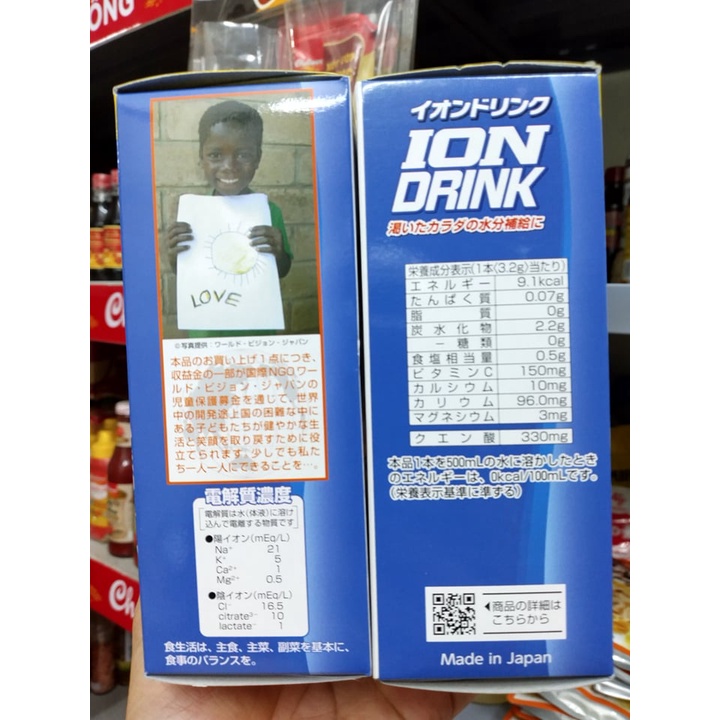 LOVE
©写真提供:ワールド・ビジョン・ジャパン
本品のお買い上げ1点につき、
収益金の一部が国際NGOワー
ルド・ビジョン・ジャパンの
児童保護募金を通じて、世界
中の開発途上国の困難な中に
ある子どもたちが健やかな生
活と笑顔を取り戻すために役
立てられます。少しでも私た
ち一人一人にできることを…。
電解質濃度
電解質は水(体液)に溶け
込んで電離する物質です
●陽イオン(mEq/L)
Na⁺ 21
K⁺ 5
Ca²⁺ 1
Mg²⁺ 0.5
●陰イオン(mEq/L)
Cl⁻ 16.5
citrate³⁻ 10
lactate⁻ 1
食生活は、主食、主菜、副菜を基本に、
食事のバランスを。
イオンドリンク
ION
DRINK
渇いたカラダの水分補給に
栄養成分表示(1本(3.2g)当たり)
エネルギー 9.1kcal
たんぱく質 0.07g
脂質 0g
炭水化物 2.2g
-糖類 0g
食塩相当量 0.5g
ビタミンC 150mg
カルシウム 10mg
カリウム 96.0mg
マグネシウム 3mg
クエン酸 330mg
本品1本を500mLの水に溶かしたとき
のエネルギーは、0kcal/100mLです。
(栄養表示基準に準ずる)
◀商品の詳細は
こちらから
Made in Japan